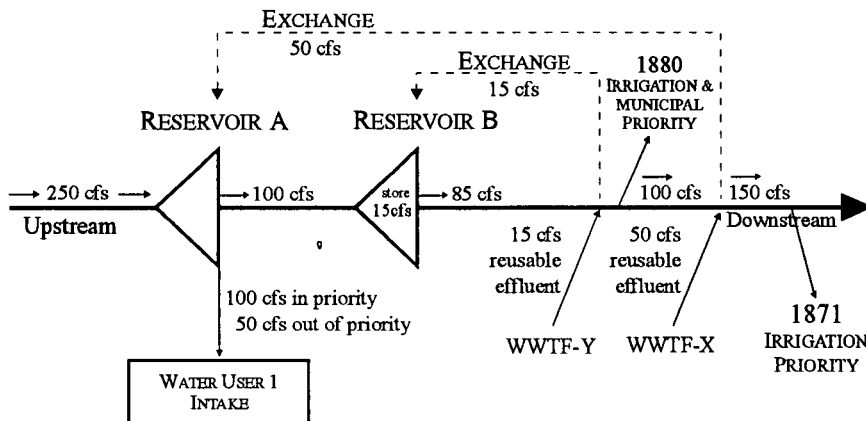 EXCHANGE
50 cfs
EXCHANGE
15 cfs
1880
IRRIGATION &
MUNICIPAL
PRIORITY
RESERVOIR A
RESERVOIR B
250 cfs
100 cfs
store
15cfs
85 cfs
100 cfs
150 cfs
Upstream
Downstream
15 cfs
reusable
effluent
50 cfs
reusable
effluent
100 cfs in priority
50 cfs out of priority
WWTF-Y
WWTF-X
1871
IRRIGATION
PRIORITY
WATER USER 1
INTAKE